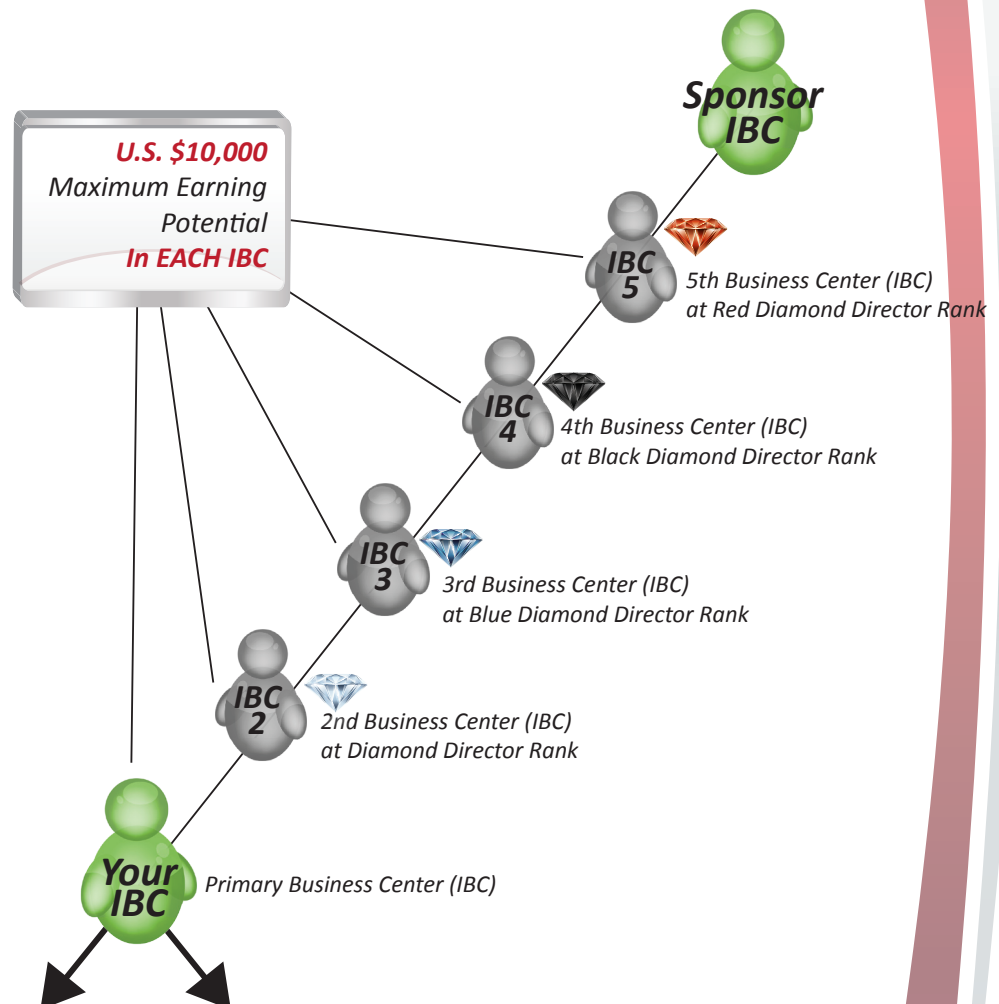 Sponsor
IBC
U.S. $10,000
Maximum Earning
Potential
In EACH IBC
IBC
5
5th Business Center (IBC)
at Red Diamond Director Rank
IBC
4
4th Business Center (IBC)
at Black Diamond Director Rank
IBC
3
3rd Business Center (IBC)
at Blue Diamond Director Rank
IBC
2
2nd Business Center (IBC)
at Diamond Director Rank
Your
IBC
Primary Business Center (IBC)